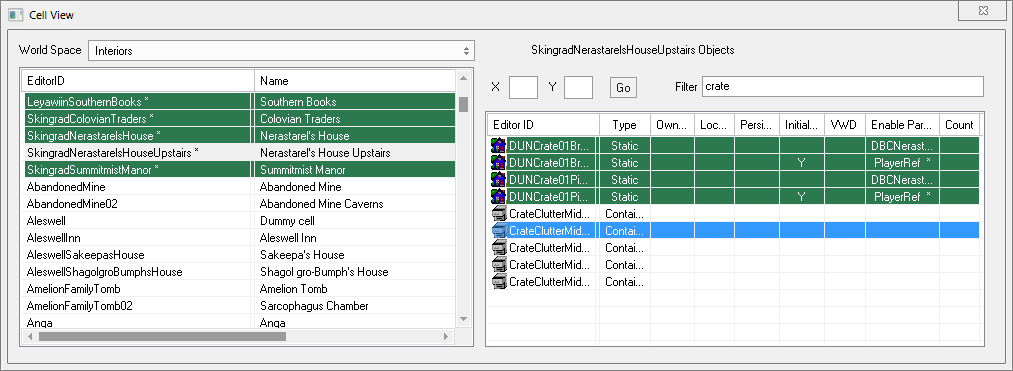 Cell View
World Space Interiors
EditorID Name
LeyawiinSouthernBooks * Southern Books
SkingradColovianTraders * Colovian Traders
SkingradNerastarelsHouse * Nerastarel's House
SkingradNerastarelsHouseUpstairs * Nerastarel's House Upstairs
SkingradSummitmistManor * Summitmist Manor
AbandonedMine Abandoned Mine
AbandonedMine02 Abandoned Mine Caverns
Aleswell Dummy cell
AleswellInn Aleswell Inn
AleswellSakeepasHouse Sakeepa's House
AleswellShagolgroBumphsHouse Shagol gro-Bumph's House
AmelionFamilyTomb Amelion Tomb
AmelionFamilyTomb02 Sarcophagus Chamber
Anga Anga
SkingradNerastarelsHouseUpstairs Objects
X Y Go Filter crate
Editor ID Type Own... Loc... Persi... Initial... VWD Enable Par... Count
DUNCrate01Br... Static DBCNerast...
DUNCrate01Br... Static Y PlayerRef *
DUNCrate01Pi... Static DBCNerast...
DUNCrate01Pi... Static Y PlayerRef *
CrateClutterMid... Contai...
CrateClutterMid... Contai...
CrateClutterMid... Contai...
CrateClutterMid... Contai...
CrateClutterMid... Contai...